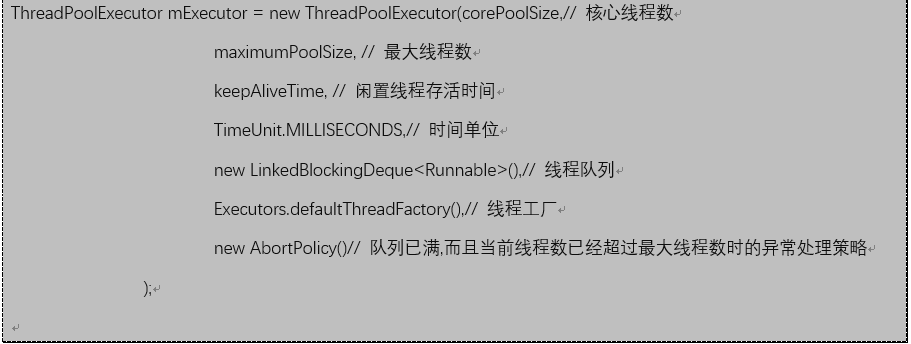 ThreadPoolExecutor mExecutor = new ThreadPoolExecutor(corePoolSize,// 核心线程数
maximumPoolSize, // 最大线程数
keepAliveTime, // 闲置线程存活时间
TimeUnit.MILLISECONDS,// 时间单位
new LinkedBlockingDeque<Runnable>(),// 线程队列
Executors.defaultThreadFactory(),// 线程工厂
new AbortPolicy()// 队列已满,而且当前线程数已经超过最大线程数时的异常处理策略
);